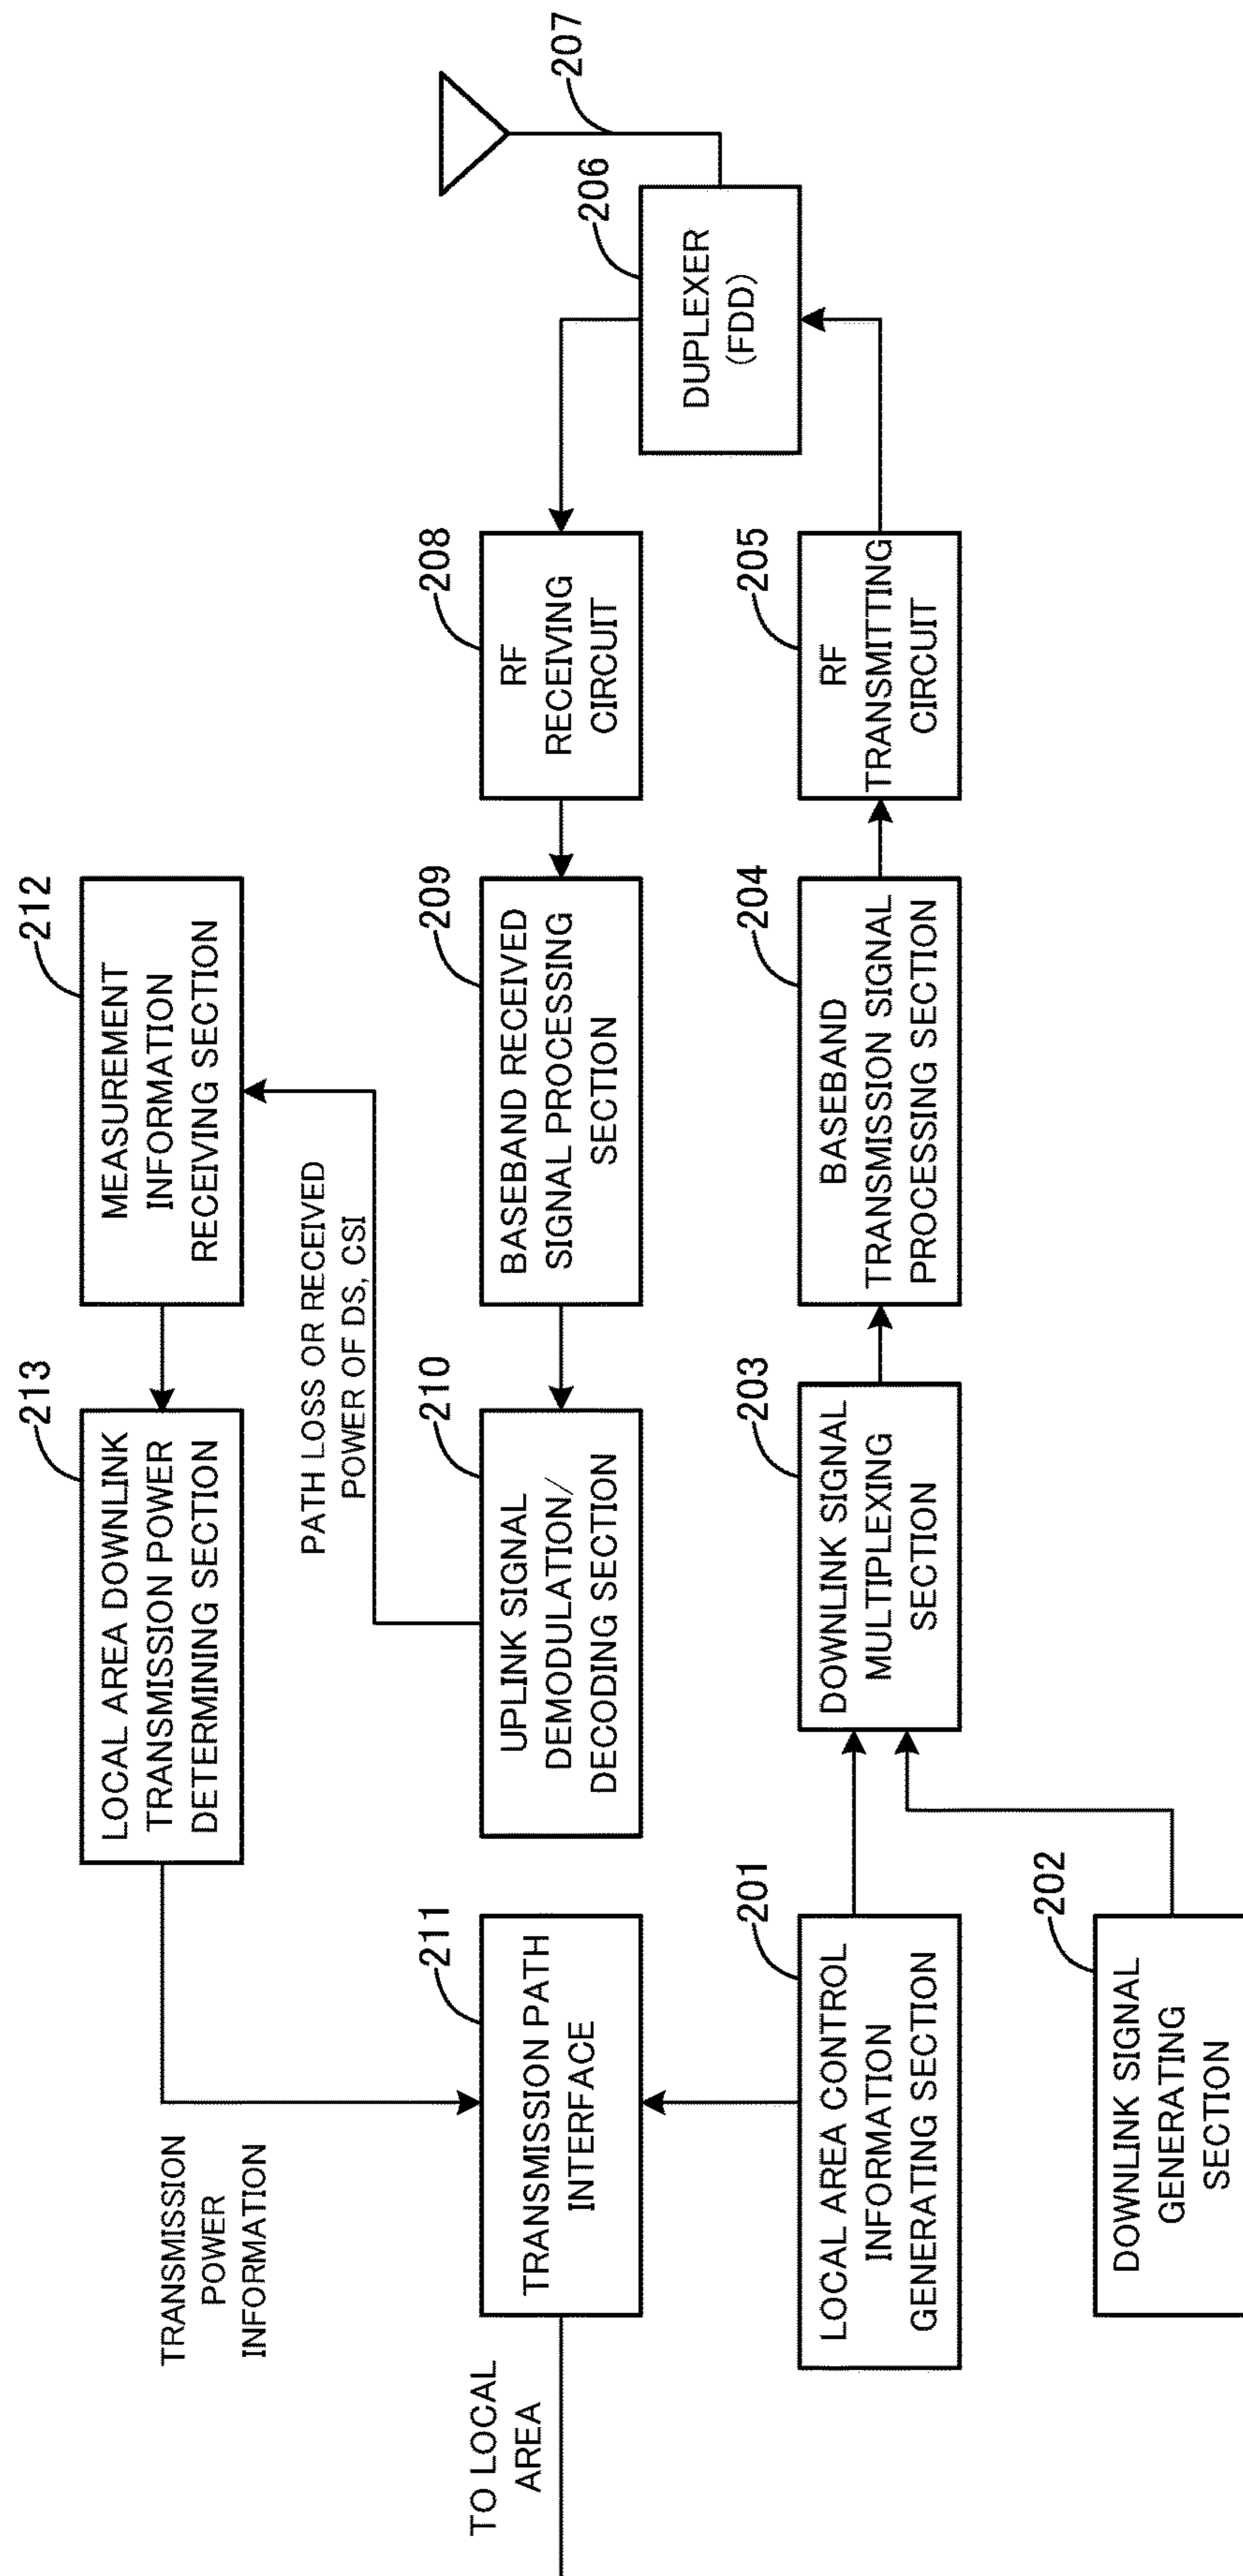 212
MEASUREMENT
INFORMATION
RECEIVING SECTION
213
LOCAL AREA DOWNLINK
TRANSMISSION POWER
DETERMINING SECTION
TRANSMISSION
POWER
INFORMATION
PATH LOSS OR RECEIVED
POWER OF DS, CSI
TO LOCAL
AREA
211
TRANSMISSION PATH
INTERFACE
210
UPLINK SIGNAL
DEMODULATION/
DECODING SECTION
209
BASEBAND RECEIVED
SIGNAL PROCESSING
SECTION
208
RF
RECEIVING
CIRCUIT
207
206
DUPLEXER
(FDD)
201
LOCAL AREA CONTROL
INFORMATION
GENERATING SECTION
203
DOWNLINK SIGNAL
MULTIPLEXING
SECTION
204
BASEBAND
TRANSMISSION SIGNAL
PROCESSING SECTION
205
RF
TRANSMITTING
CIRCUIT
202
DOWNLINK SIGNAL
GENERATING
SECTION